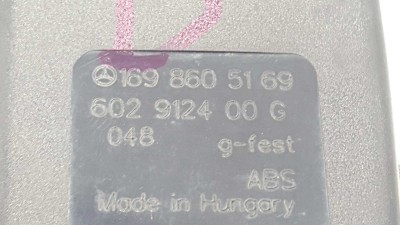 169 860 51 69
602 9124 00 G
048 g-fest
ABS
Made in Hungary